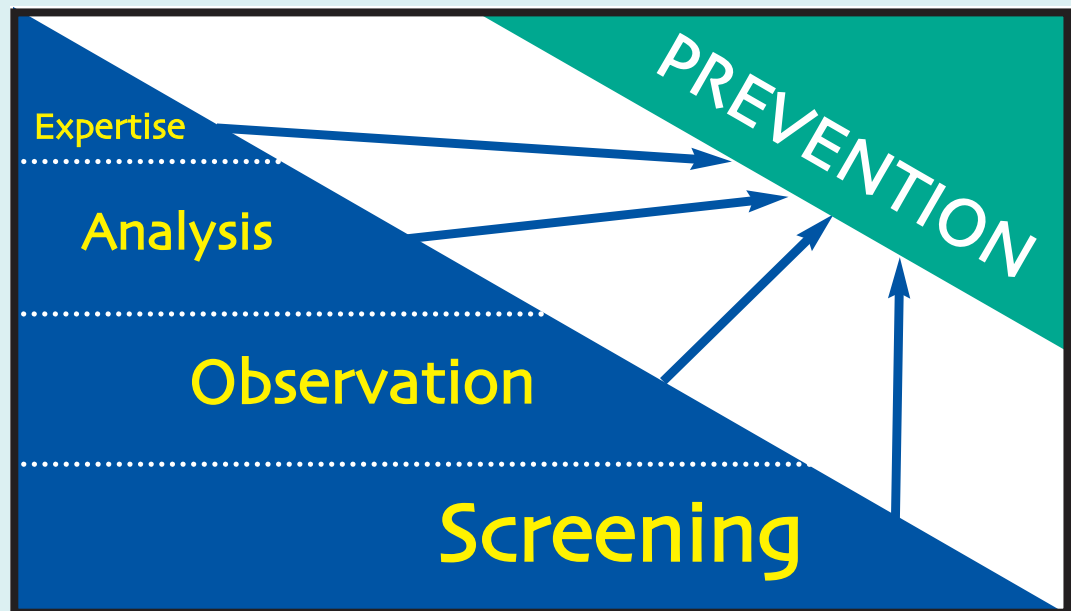 PREVENTION
Expertise
Analysis
Observation
Screening